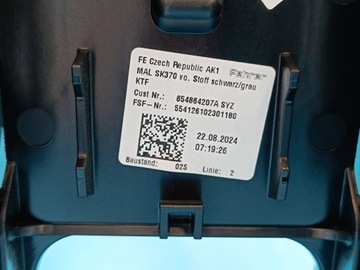 FE Czech Republic AK1 Fehrer
MAL SK370 vo. Stoff schwarz/grau
KTF
Cust Nr.: 654864207A SYZ
FSF-Nr.: 554126102301180
22.08.2024
07:19:26
Baustand: D2S Linie: 2